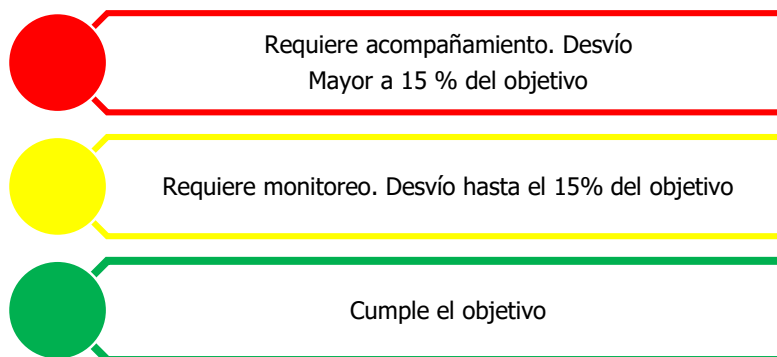 Requiere acompañamiento. Desvío
Mayor a 15 % del objetivo
Requiere monitoreo. Desvío hasta el 15% del objetivo
Cumple el objetivo